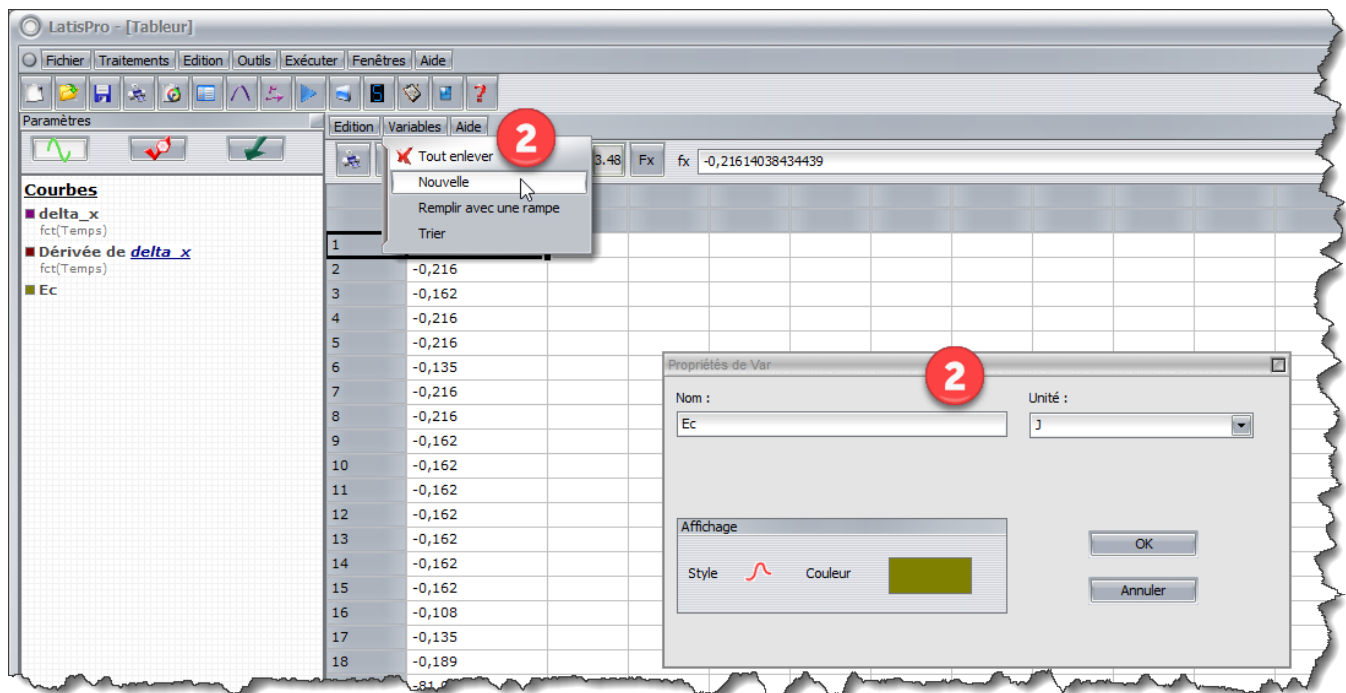 LatisPro - [Tableur]
Fichier Traitements Edition Outils Exécuter Fenêtres Aide
Paramètres
Edition Variables Aide
2
Tout enlever
Nouvelle
Remplir avec une rampe
Trier
3.48 Fx fx -0,21614038434439
Courbes
delta_x
fct(Temps)
Dérivée de delta_x
fct(Temps)
Ec
1
2 -0,216
3 -0,162
4 -0,216
5 -0,216
6 -0,135
7 -0,216
8 -0,216
9 -0,162
10 -0,162
11 -0,162
12 -0,162
13 -0,162
14 -0,162
15 -0,162
16 -0,108
17 -0,135
18 -0,189
Propriétés de Var
2
Nom :
Unité :
Ec
J
Affichage
Style
Couleur
OK
Annuler